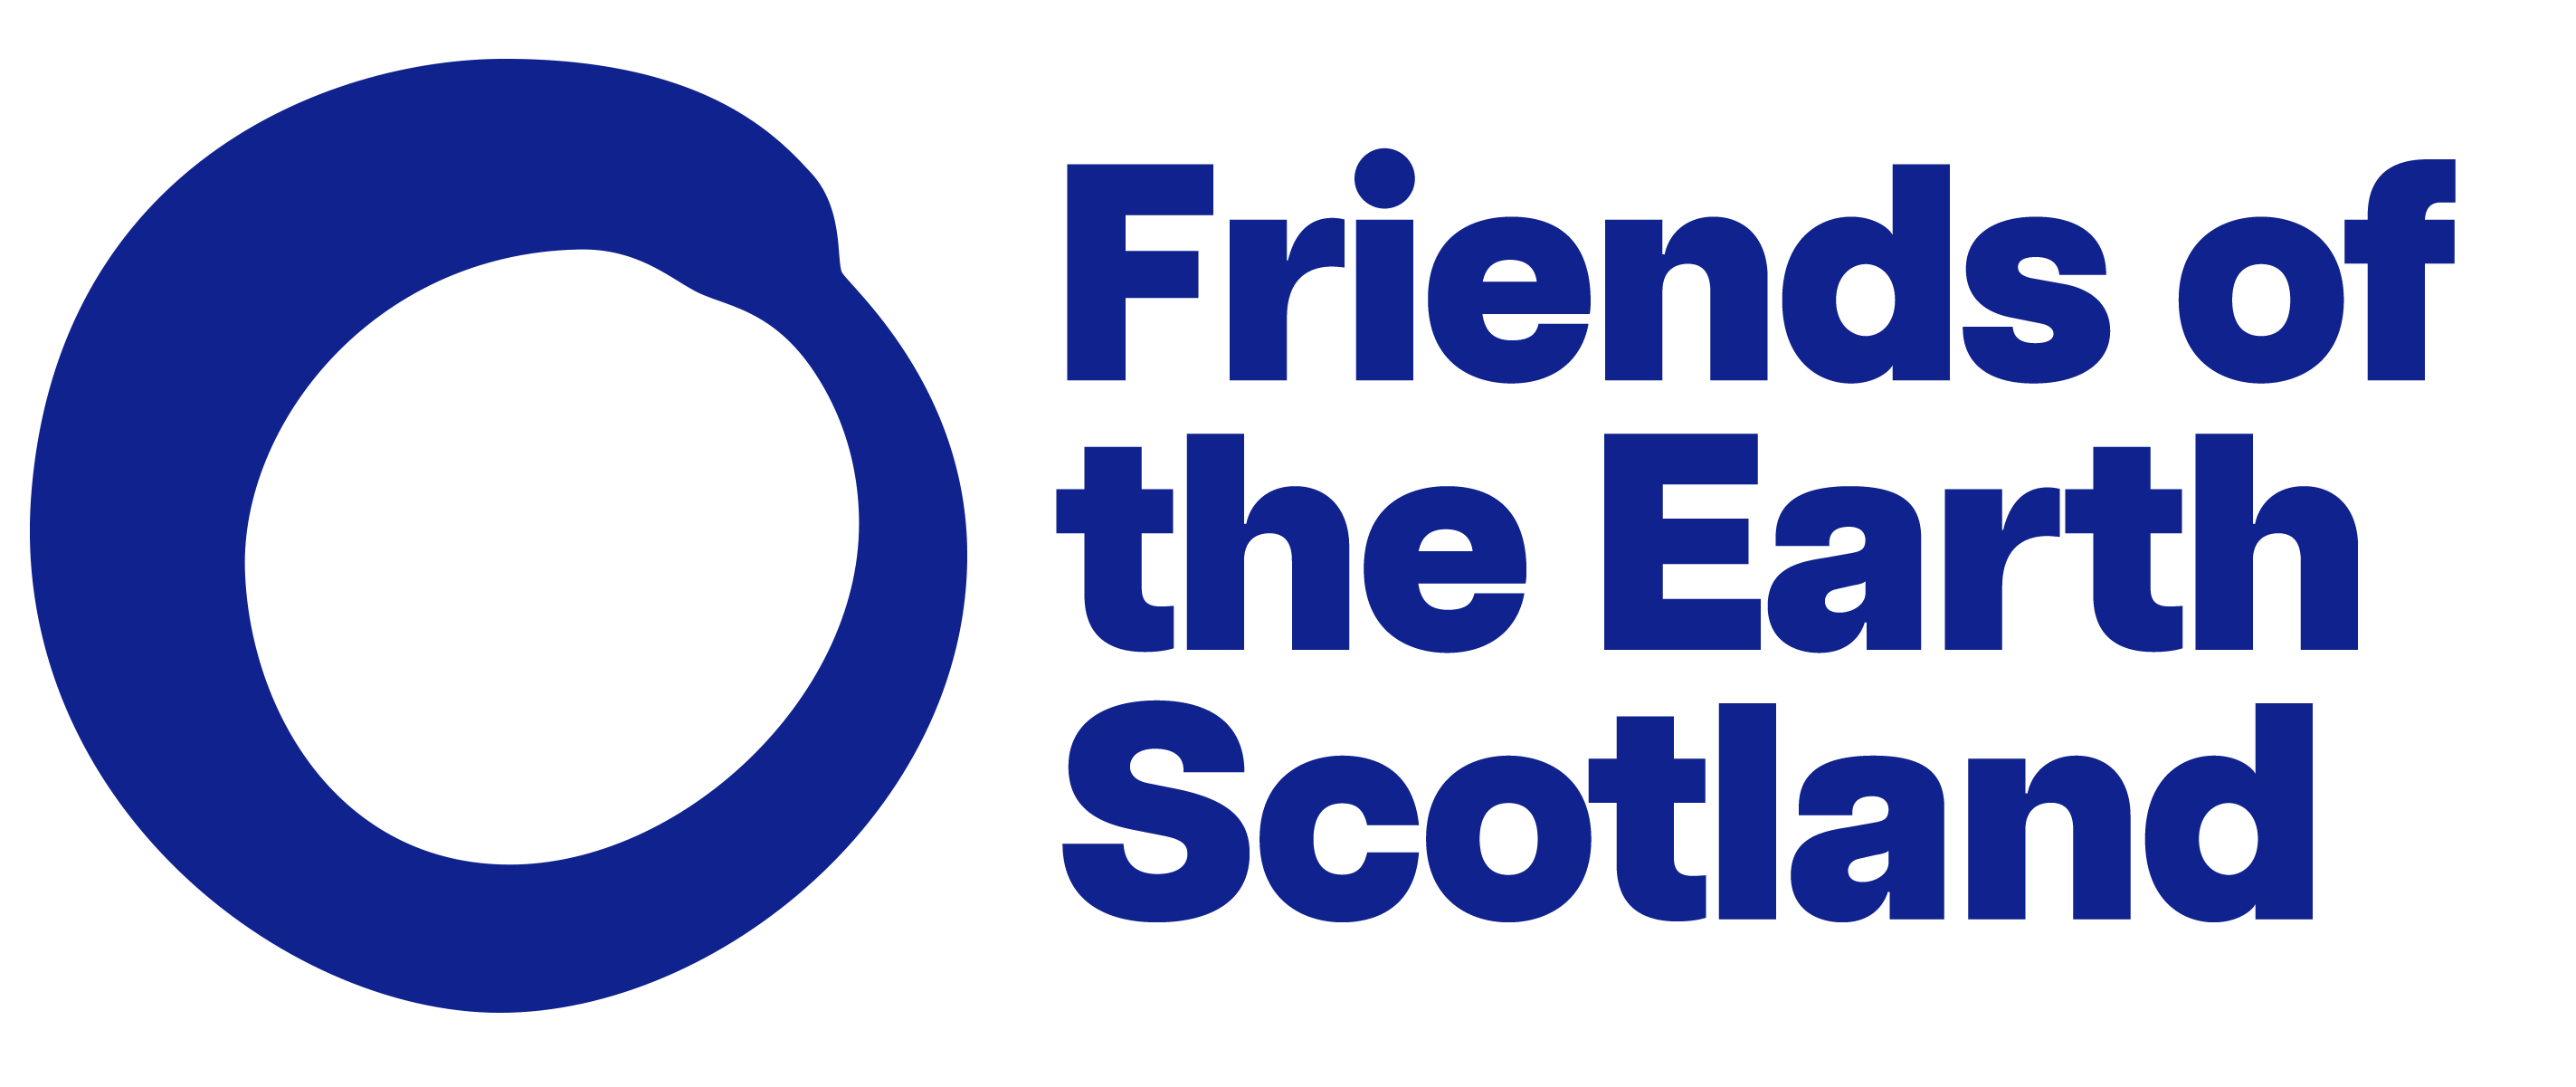 Friends of
the Earth
Scotland